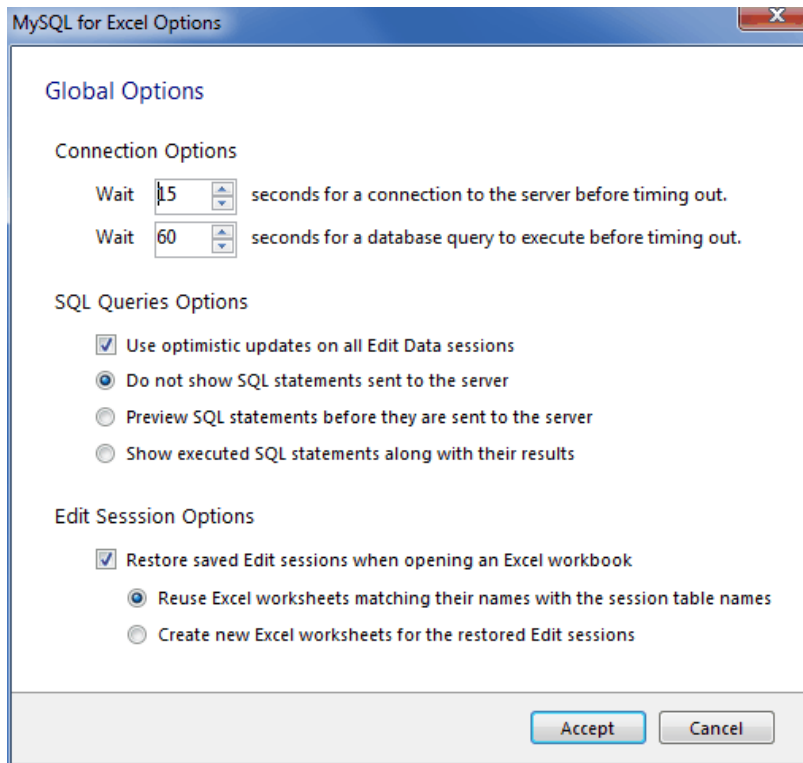 MySQL for Excel Options
Global Options
Connection Options
Wait 15 seconds for a connection to the server before timing out.
Wait 60 seconds for a database query to execute before timing out.
SQL Queries Options
Use optimistic updates on all Edit Data sessions
Do not show SQL statements sent to the server
Preview SQL statements before they are sent to the server
Show executed SQL statements along with their results
Edit Sesssion Options
Restore saved Edit sessions when opening an Excel workbook
Reuse Excel worksheets matching their names with the session table names
Create new Excel worksheets for the restored Edit sessions
Accept Cancel